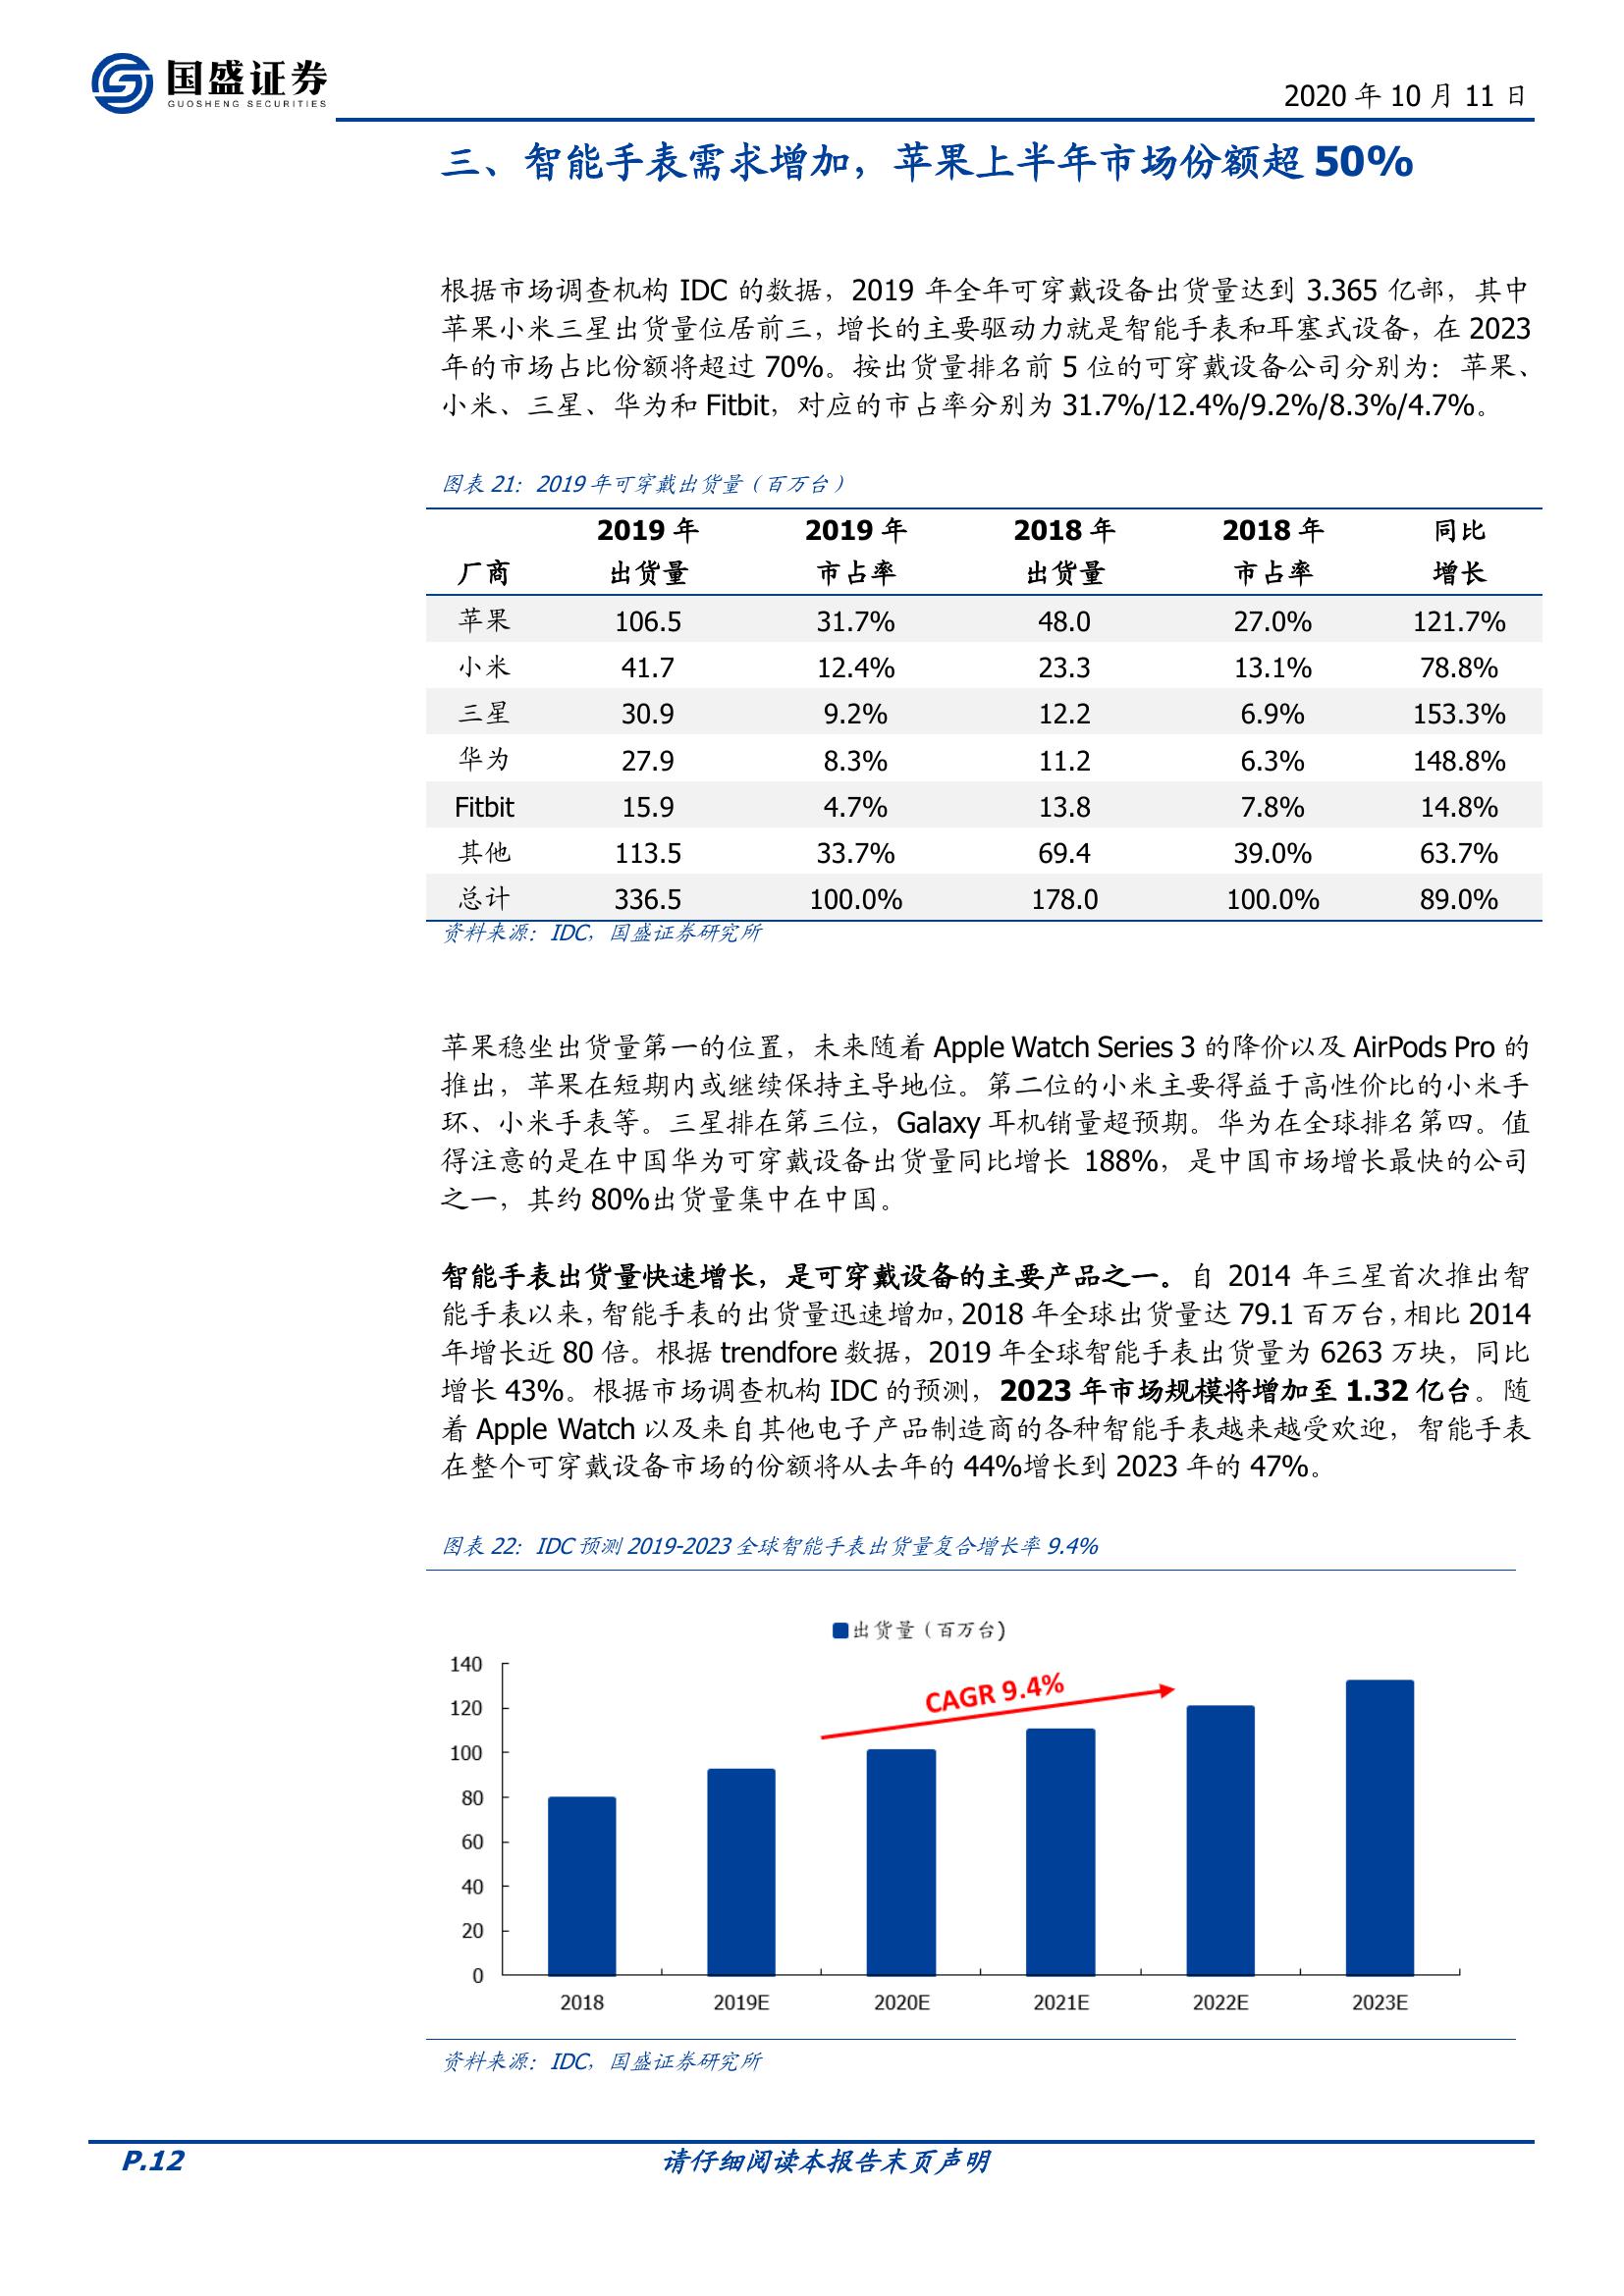 国盛证券
GUOSHENG SECURITIES
2020 年 10 月 11 日
三、智能手表需求增加，苹果上半年市场份额超 50%
根据市场调查机构 IDC 的数据，2019 年全年可穿戴设备出货量达到 3.365 亿部，其中
苹果小米三星出货量位居前三，增长的主要驱动力就是智能手表和耳塞式设备，在 2023
年的市场占比份额将超过 70%。按出货量排名前 5 位的可穿戴设备公司分别为：苹果、
小米、三星、华为和 Fitbit，对应的市占率分别为 31.7%/12.4%/9.2%/8.3%/4.7%。
图表 21：2019 年可穿戴出货量（百万台）
2019 年 2019 年 2018 年 2018 年 同比
厂商 出货量 市占率 出货量 市占率 增长
苹果 106.5 31.7% 48.0 27.0% 121.7%
小米 41.7 12.4% 23.3 13.1% 78.8%
三星 30.9 9.2% 12.2 6.9% 153.3%
华为 27.9 8.3% 11.2 6.3% 148.8%
Fitbit 15.9 4.7% 13.8 7.8% 14.8%
其他 113.5 33.7% 69.4 39.0% 63.7%
总计 336.5 100.0% 178.0 100.0% 89.0%
资料来源：IDC，国盛证券研究所
苹果稳坐出货量第一的位置，未来随着 Apple Watch Series 3 的降价以及 AirPods Pro 的
推出，苹果在短期内或继续保持主导地位。第二位的小米主要得益于高性价比的小米手
环、小米手表等。三星排在第三位，Galaxy 耳机销量超预期。华为在全球排名第四。值
得注意的是在中国华为可穿戴设备出货量同比增长 188%，是中国市场增长最快的公司
之一，其约 80%出货量集中在中国。
智能手表出货量快速增长，是可穿戴设备的主要产品之一。自 2014 年三星首次推出智
能手表以来，智能手表的出货量迅速增加，2018 年全球出货量达 79.1 百万台，相比 2014
年增长近 80 倍。根据 trendfore 数据，2019 年全球智能手表出货量为 6263 万块，同比
增长 43%。根据市场调查机构 IDC 的预测，2023 年市场规模将增加至 1.32 亿台。随
着 Apple Watch 以及来自其他电子产品制造商的各种智能手表越来越受欢迎，智能手表
在整个可穿戴设备市场的份额将从去年的 44%增长到 2023 年的 47%。
图表 22：IDC 预测 2019-2023 全球智能手表出货量复合增长率 9.4%
出货量（百万台）
CAGR 9.4%
140
120
100
80
60
40
20
0
2018 2019E 2020E 2021E 2022E 2023E
资料来源：IDC，国盛证券研究所
P.12 请仔细阅读本报告末页声明